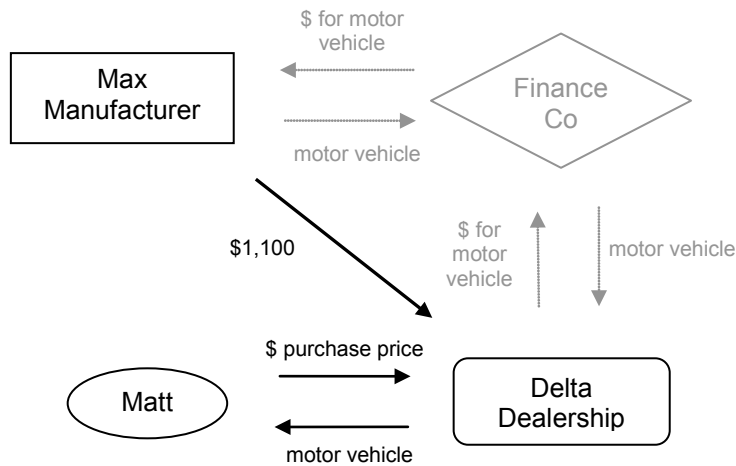 $ for motor
vehicle
Max
Manufacturer
Finance
Co
motor vehicle
$1,100
$ for
motor
vehicle
motor vehicle
$ purchase price
Matt
Delta
Dealership
motor vehicle